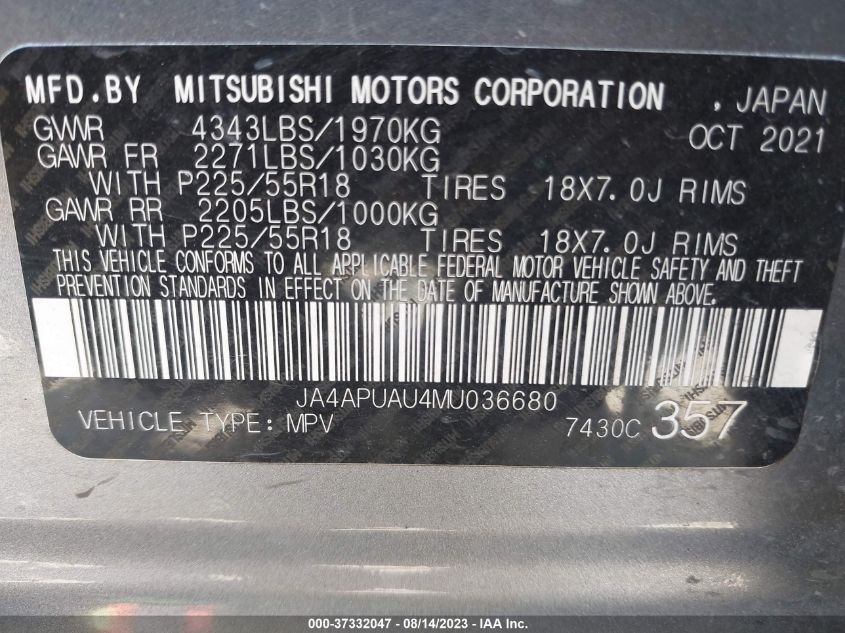 MFD.BY MITSUBISHI MOTORS CORPORATION , JAPAN
GVWR 4343LBS/1970KG OCT 2021
GAWR FR 2271LBS/1030KG
WITH P225/55R18 TIRES 18X7.0J RIMS
GAWR RR 2205LBS/1000KG
WITH P225/55R18 TIRES 18X7.0J RIMS
THIS VEHICLE CONFORMS TO ALL APPLICABLE FEDERAL MOTOR VEHICLE SAFETY AND THEFT
PREVENTION STANDARDS IN EFFECT ON THE DATE OF MANUFACTURE SHOWN ABOVE.
JA4APUAU4MU036680
VEHICLE TYPE: MPV 7430C 357
000-37332047 - 08/14/2023 - IAA Inc.